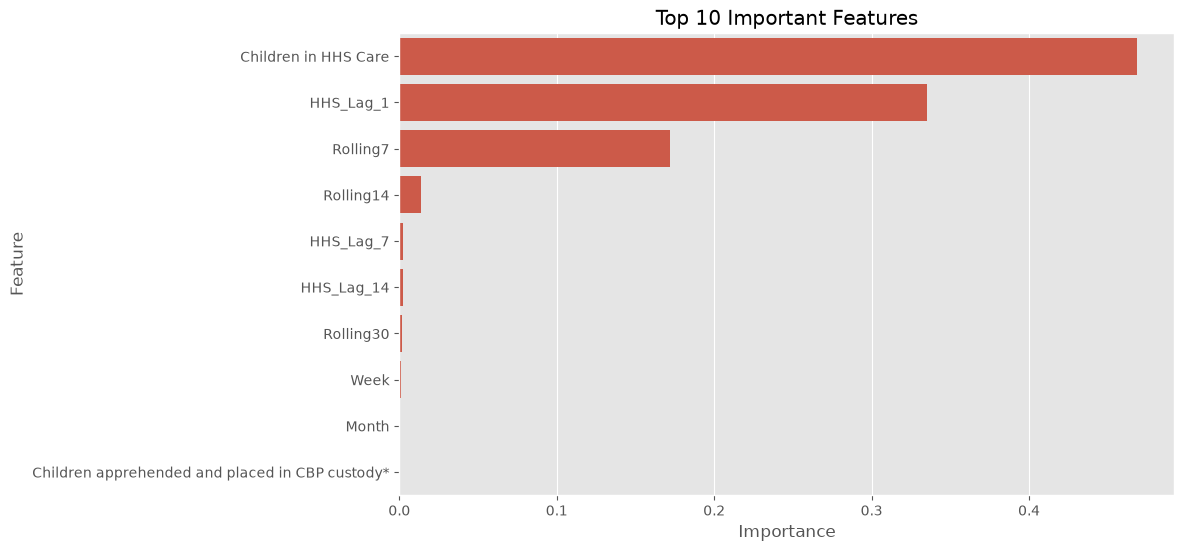 Top 10 Important Features
Children in HHS Care
HHS_Lag_1
Rolling7
Rolling14
HHS_Lag_7
HHS_Lag_14
Rolling30
Week
Month
Children apprehended and placed in CBP custody*
Feature
0.0 0.1 0.2 0.3 0.4
Importance